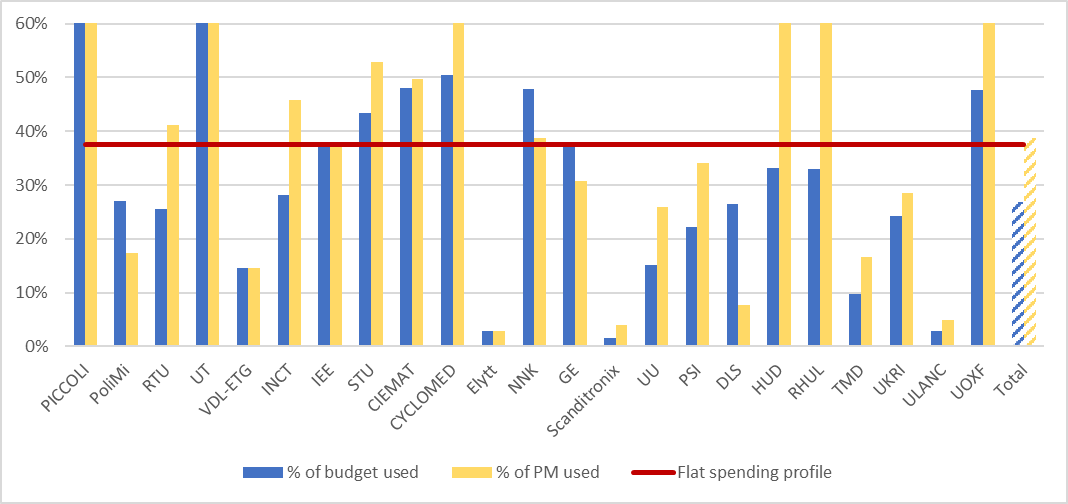 60%
50%
40%
30%
20%
10%
0%
PICCOLI
PoliMi
RTU
UT
VDL-ETG
INCT
IEE
STU
CIEMAT
CYCLOMED
Elytt
NNK
GE
Scanditronix
UU
PSI
DLS
HUD
RHUL
TMD
UKRI
ULANC
UOXF
Total
% of budget used
% of PM used
Flat spending profile